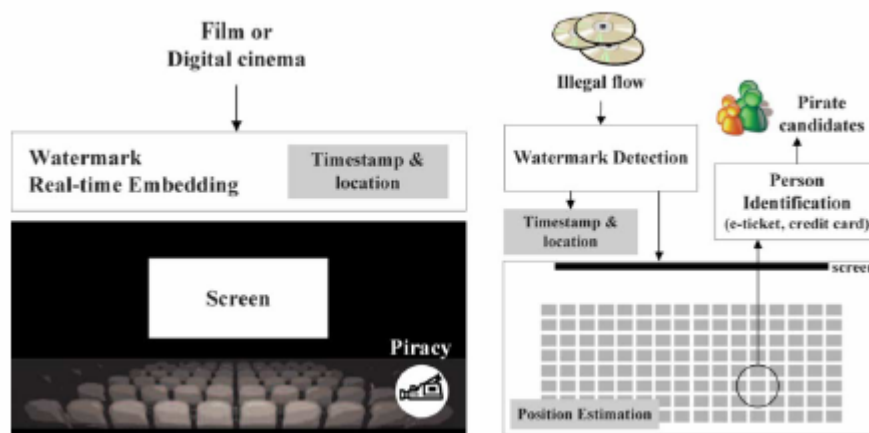 Film or
Digital cinema
Watermark
Real-time Embedding
Timestamp &
location
Screen
Piracy
Illegal flow
Watermark Detection
Timestamp &
location
Pirate
candidates
Person
Identification
(e-ticket, credit card)
screen
Position Estimation